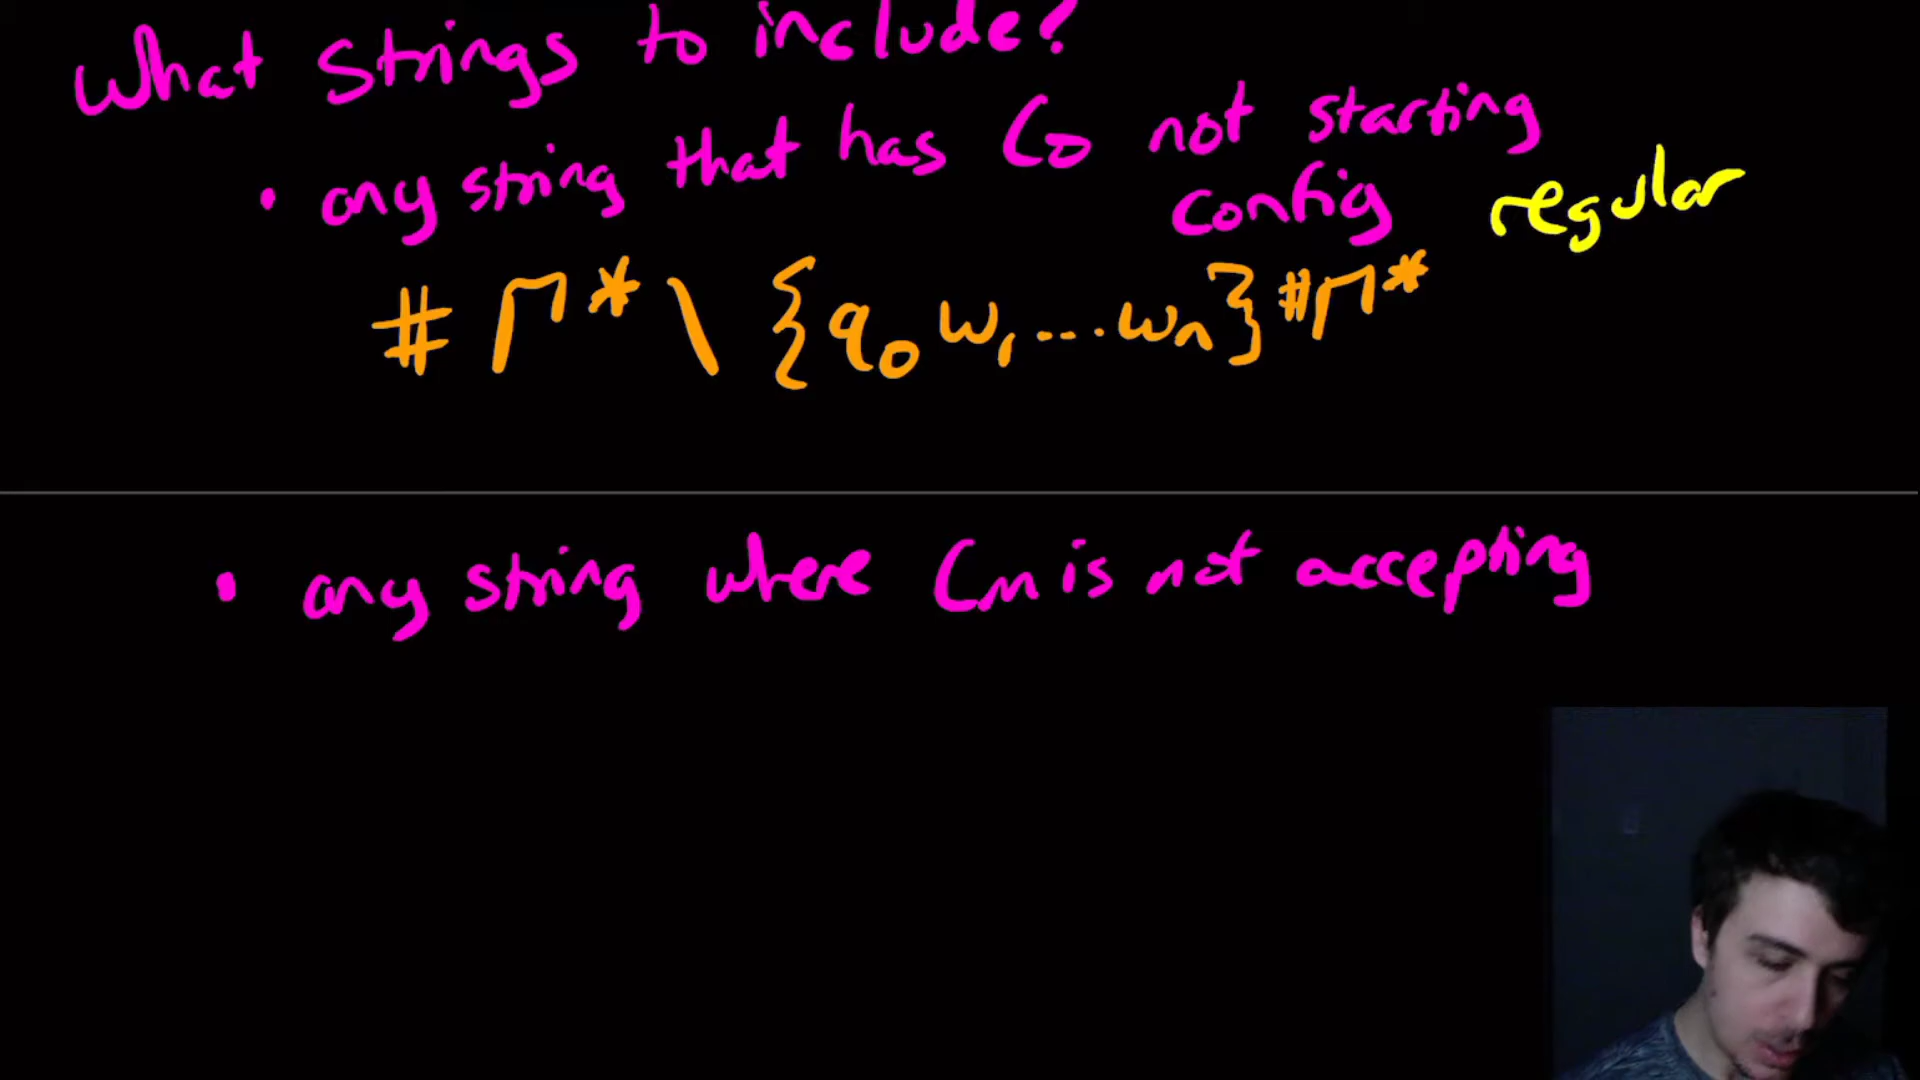 What Strings to include?
• any string that has C₀ not starting
config regular
# Γ* \ {q₀ w₁ ... wₙ} # Γ*
• any string where Cₘ is not accepting